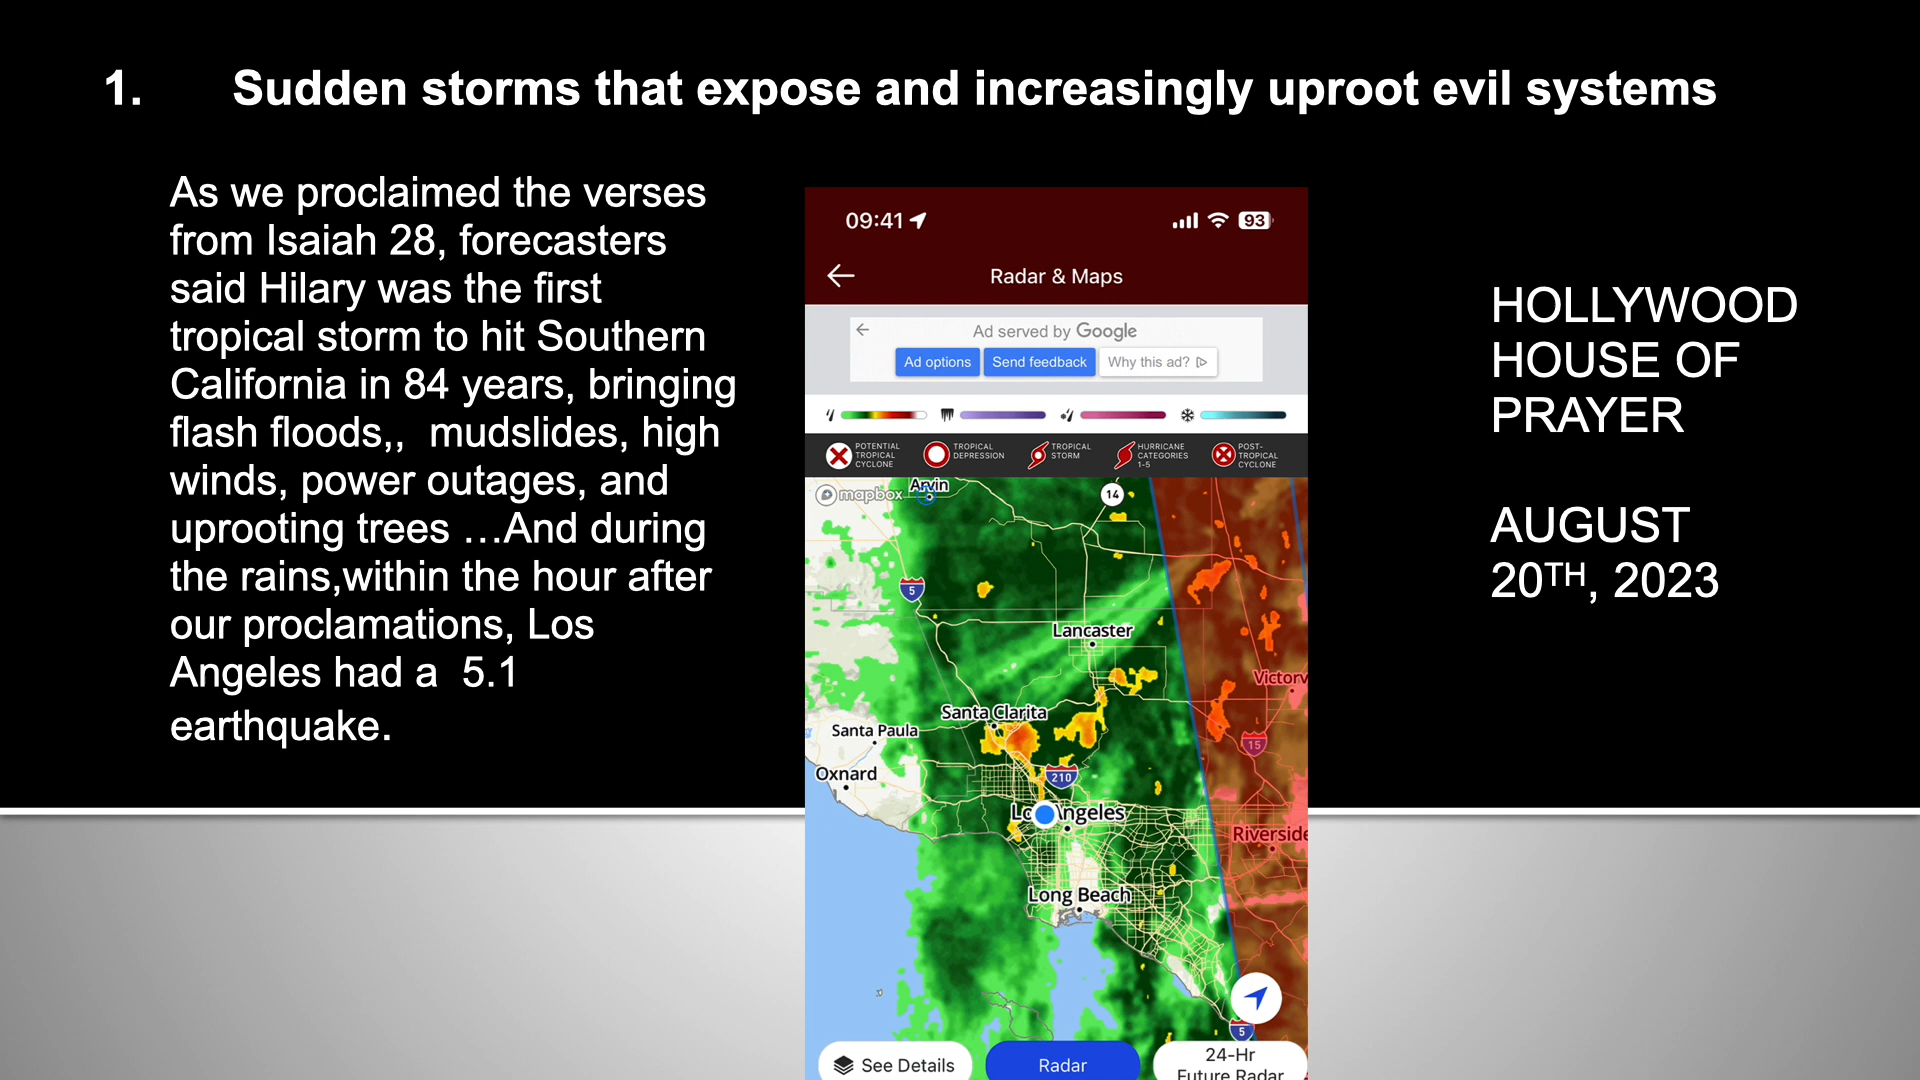 1. Sudden storms that expose and increasingly uproot evil systems
As we proclaimed the verses
from Isaiah 28, forecasters
said Hilary was the first
tropical storm to hit Southern
California in 84 years, bringing
flash floods,,  mudslides, high
winds, power outages, and
uprooting trees …And during
the rains,within the hour after
our proclamations, Los
Angeles had a  5.1
earthquake.
09:41
93
Radar & Maps
Ad served by Google
Ad options
Send feedback
Why this ad?
POTENTIAL
TROPICAL
CYCLONE
TROPICAL
DEPRESSION
TROPICAL
STORM
HURRICANE
CATEGORIES
1-5
POST-
TROPICAL
CYCLONE
mapbox
Arvin
14
5
Lancaster
Victorv
Santa Clarita
Santa Paula
15
Oxnard
210
Los Angeles
Riverside
Long Beach
5
See Details
Radar
24-Hr
Future Radar
HOLLYWOOD
HOUSE OF
PRAYER
AUGUST
20TH, 2023